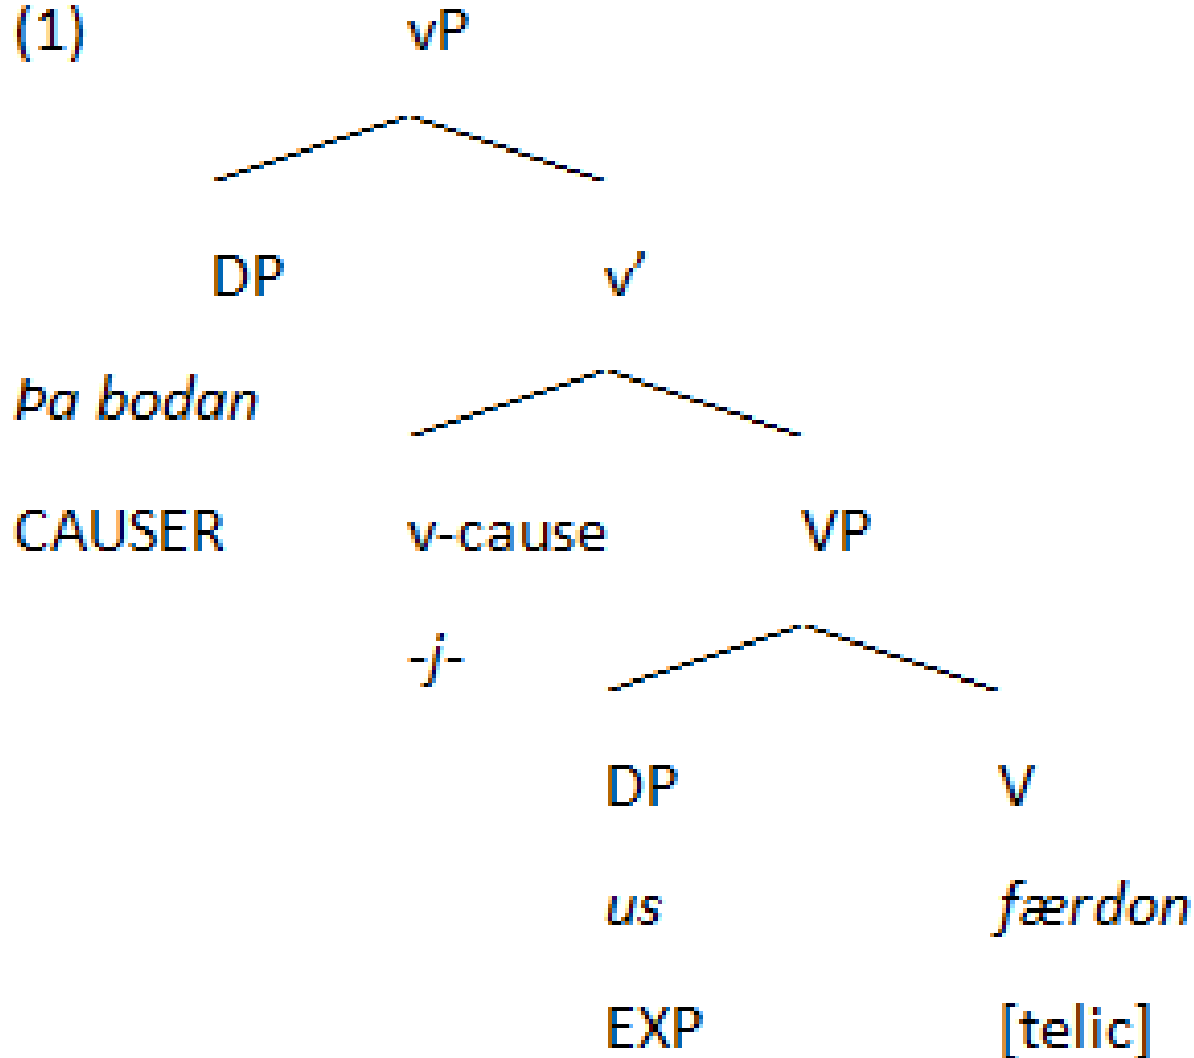 (1) vP
DP v'
Þa bodan
CAUSER v-cause VP
-j-
DP V
us færdon
EXP [telic]